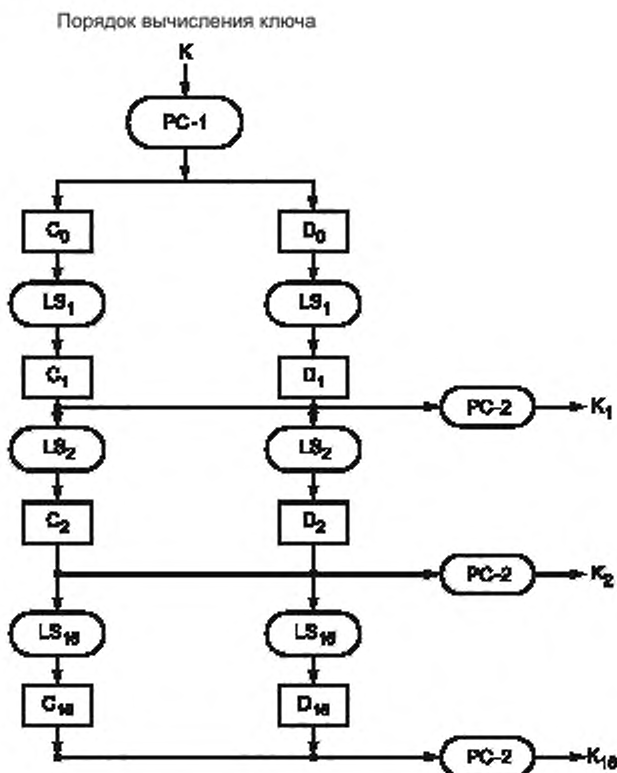 Порядок вычисления ключа
K
PC-1
C0 D0
LS1 LS1
C1 D1
PC-2 K1
LS2 LS2
C2 D2
PC-2 K2
LS16 LS16
C16 D16
PC-2 K16